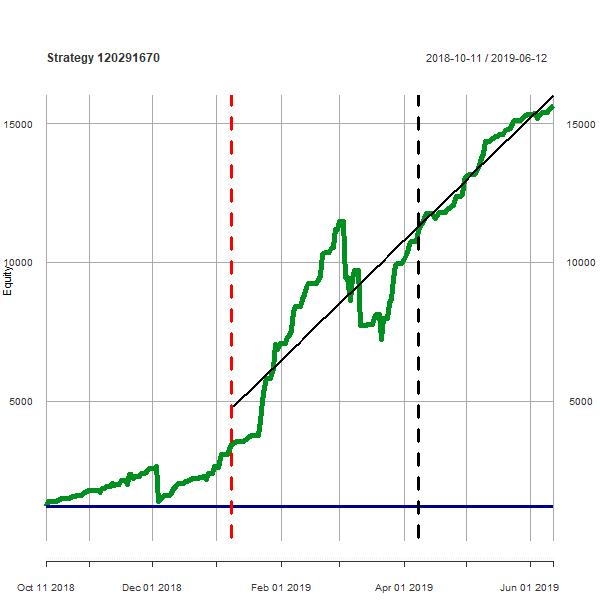 Strategy 120291670 2018-10-11 / 2019-06-12
15000 15000
10000 10000
Equity
5000 5000
Oct 11 2018 Dec 01 2018 Feb 01 2019 Apr 01 2019 Jun 01 2019